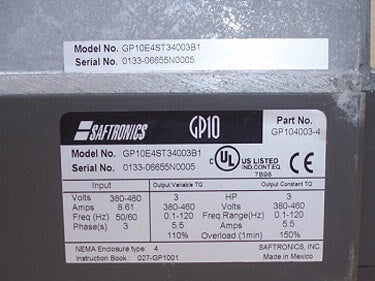 Model No. GP10E4ST34003B1
Serial No. 0133-06655N0005
SAFTRONICS GP10 Part No.
GP104003-4
Model No. GP10E4ST34003B1
Serial No. 0133-06655N0005
C UL US LISTED
IND.CONT.EQ
7B98
Input Output Variable TQ Output Constant TQ
Volts 380-480 3 HP 3
Amps 8.61 380-460 Volts 380-460
Freq (Hz) 50/60 0.1-120 Freq Range(Hz) 0.1-120
Phase(s) 3 5.5 Amps 5.5
110% Overload (1min) 150%
NEMA Enclosure type: 4 SAFTRONICS, INC.
Instruction Book : 027-GP1001 Made in Mexico